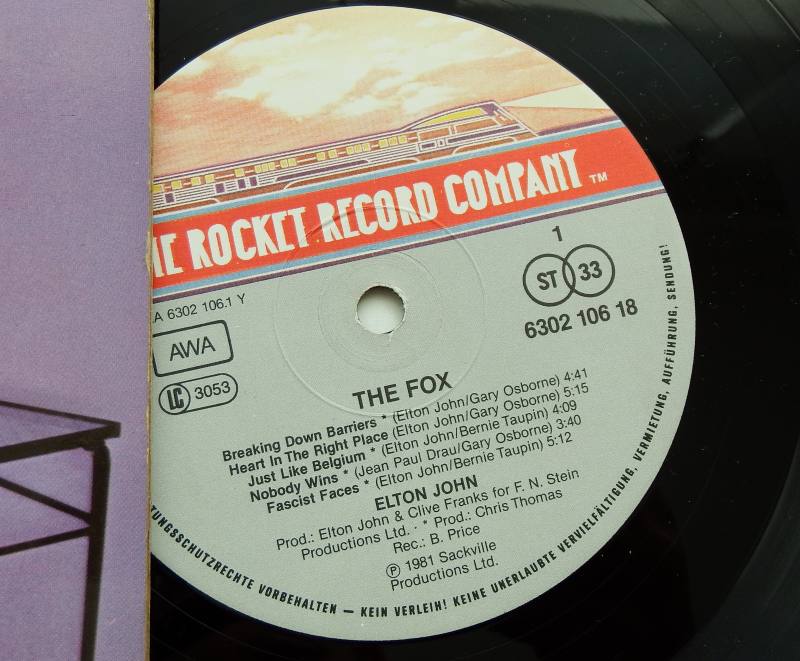 HE ROCKET RECORD COMPANY ™
1
ST 33
6302 106 18
A 6302 106.1 Y
AWA
LC 3053
THE FOX
Breaking Down Barriers * (Elton John/Gary Osborne) 4:41
Heart In The Right Place (Elton John/Gary Osborne) 5:15
Just Like Belgium * (Elton John/Bernie Taupin) 4:09
Nobody Wins * (Jean Paul Drau/Gary Osborne) 3:40
Fascist Faces * (Elton John/Bernie Taupin) 5:12
ELTON JOHN
Prod.: Elton John & Clive Franks for F. N. Stein
Productions Ltd. · * Prod.: Chris Thomas
Rec.: B. Price
Ⓟ 1981 Sackville
Productions Ltd.
TUNGSSCHUTZRECHTE VORBEHALTEN — KEIN VERLEIH! KEINE UNERLAUBTE VERVIELFÄLTIGUNG, VERMIETUNG, AUFFÜHRUNG, SENDUNG!